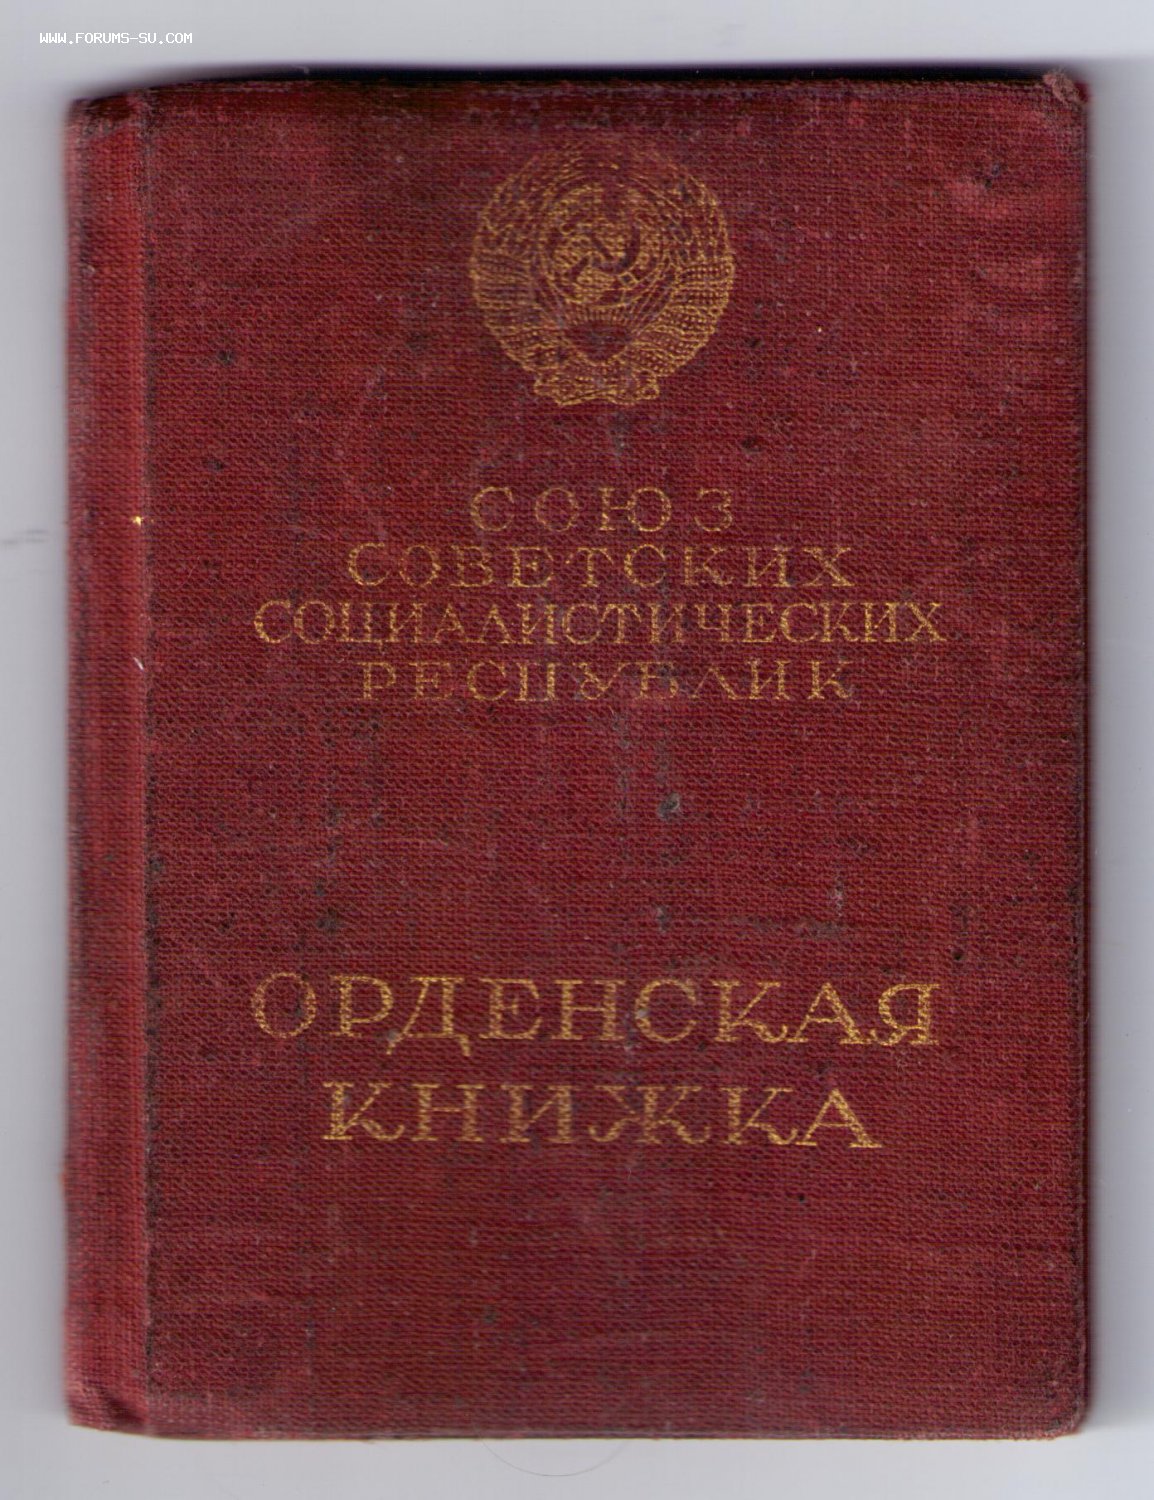 WWW.FORUMS-SU.COM
СОЮЗ
СОВЕТСКИХ
СОЦИАЛИСТИЧЕСКИХ
РЕСПУБЛИК
ОРДЕНСКАЯ
КНИЖКА